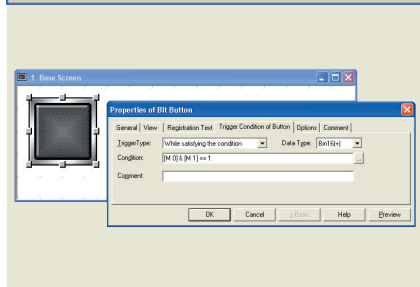 1 Base Screen
Properties of Bit Button
General View Registration Text Trigger Condition of Button Options Comment
TriggerType: While satisfying the condition Data Type: Bin16(+)
Condition: [M 0] & [M 1] == 1 ...
Comment:
OK Cancel < Basic Help Preview